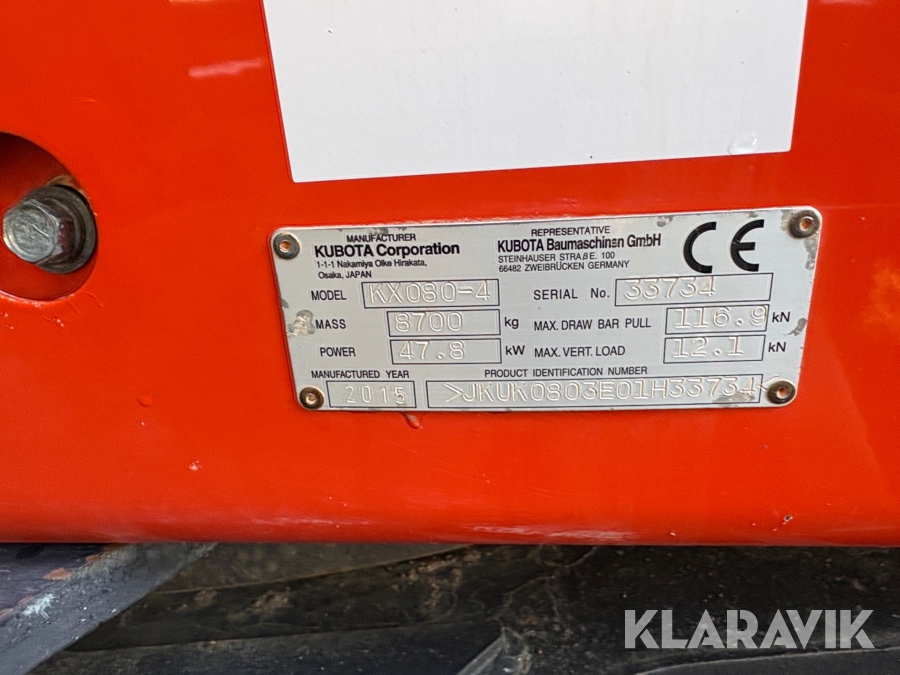 MANUFACTURER
KUBOTA Corporation
1-1-1 Nakamiya Oike Hirakata,
Osaka, JAPAN
REPRESENTATIVE
KUBOTA Baumaschinen GmbH
STEINHAUSER STRAßE. 100
66482 ZWEIBRÜCKEN GERMANY
CE
MODEL KX080-4 SERIAL No. 33734
MASS 8700 kg MAX. DRAW BAR PULL 116.9 kN
POWER 47.8 kW MAX. VERT. LOAD 12.1 kN
MANUFACTURED YEAR PRODUCT IDENTIFICATION NUMBER
2015 >JKUK0803E01H33734<
KLARAVIK